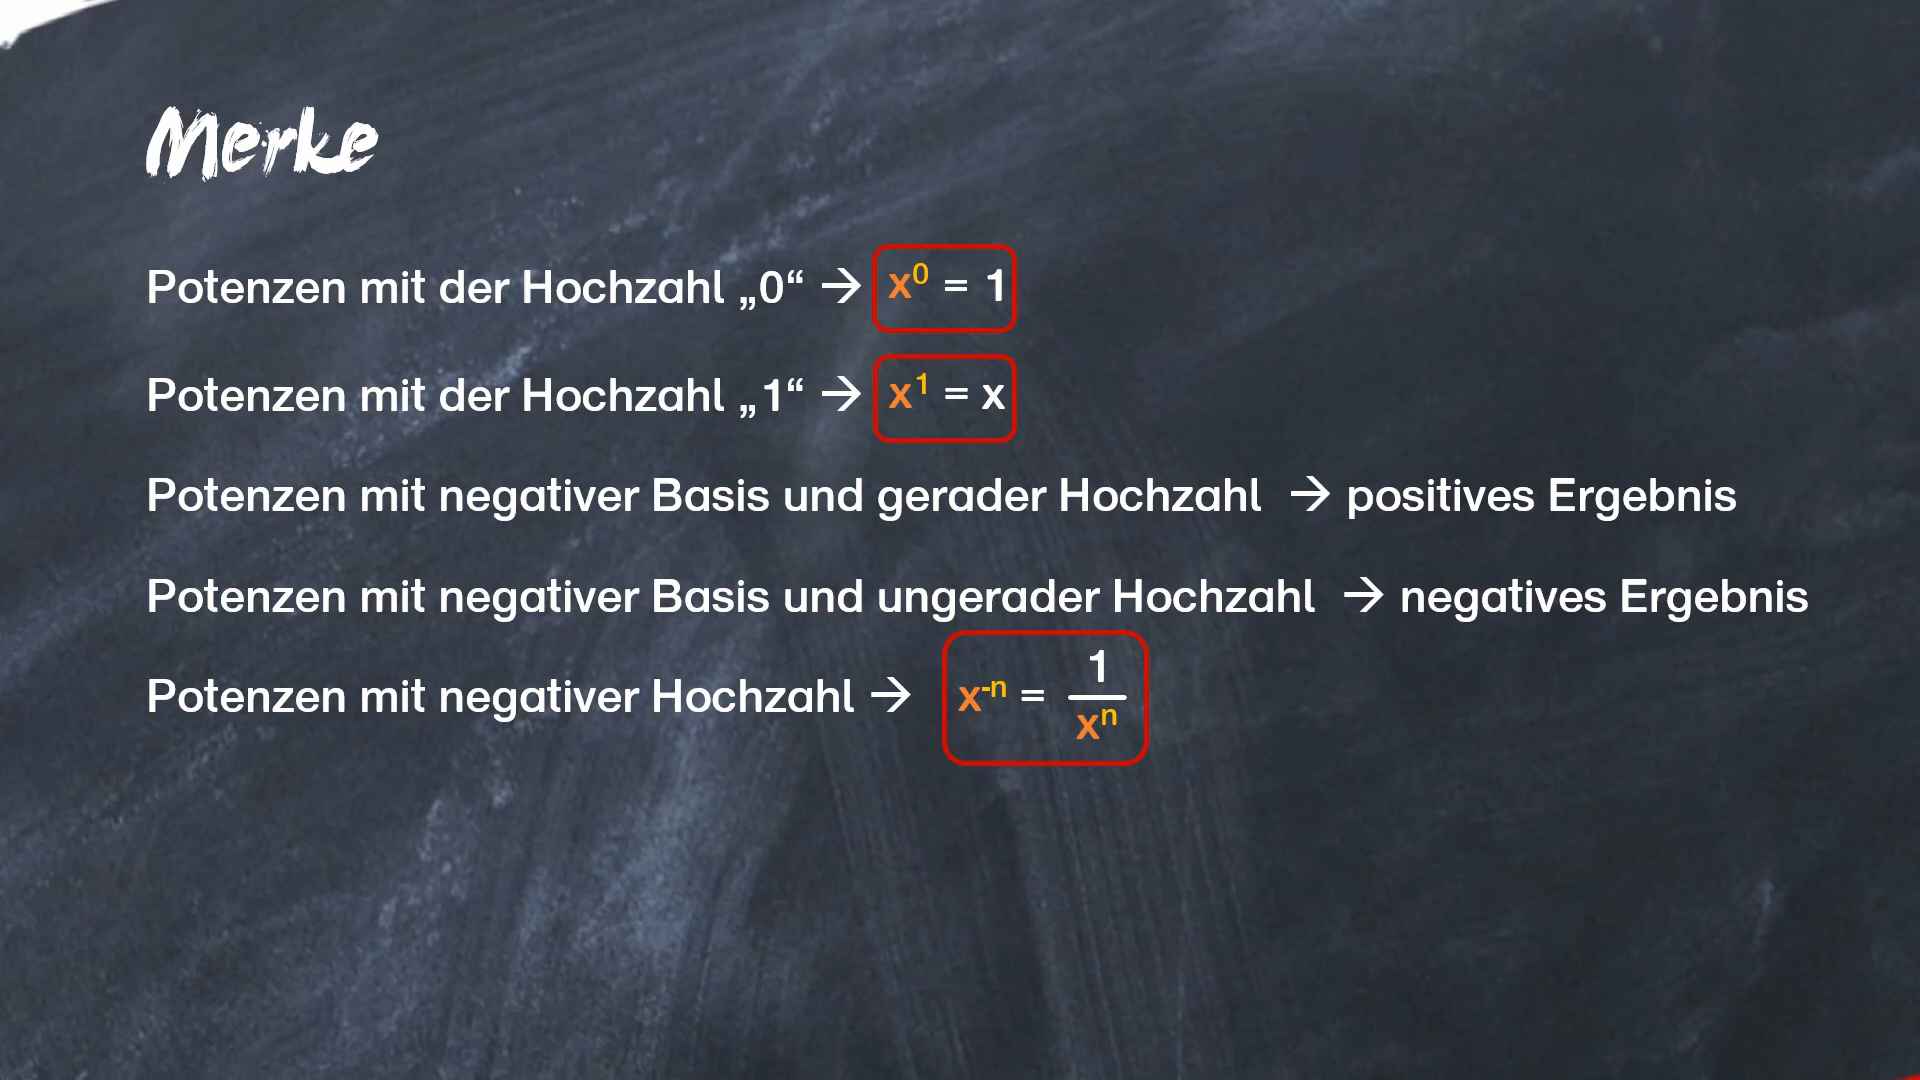 Merke
Potenzen mit der Hochzahl „0“ → x⁰ = 1
Potenzen mit der Hochzahl „1“ → x¹ = x
Potenzen mit negativer Basis und gerader Hochzahl → positives Ergebnis
Potenzen mit negativer Basis und ungerader Hochzahl → negatives Ergebnis
Potenzen mit negativer Hochzahl → x⁻ⁿ = 1/xⁿ